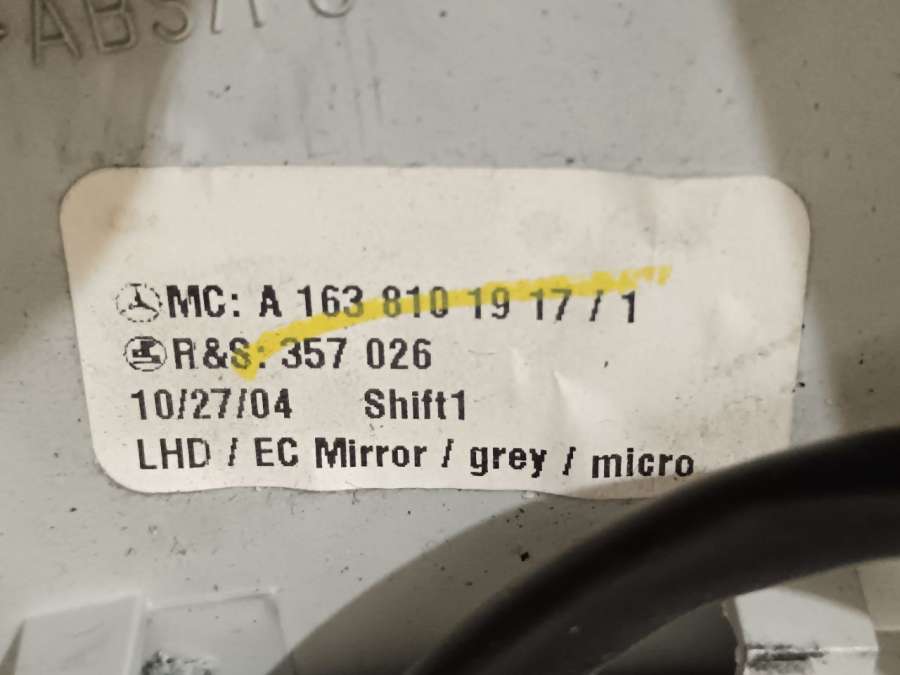 MC: A 163 810 19 17 / 1
R&S: 357 026
10/27/04 Shift1
LHD / EC Mirror / grey / micro